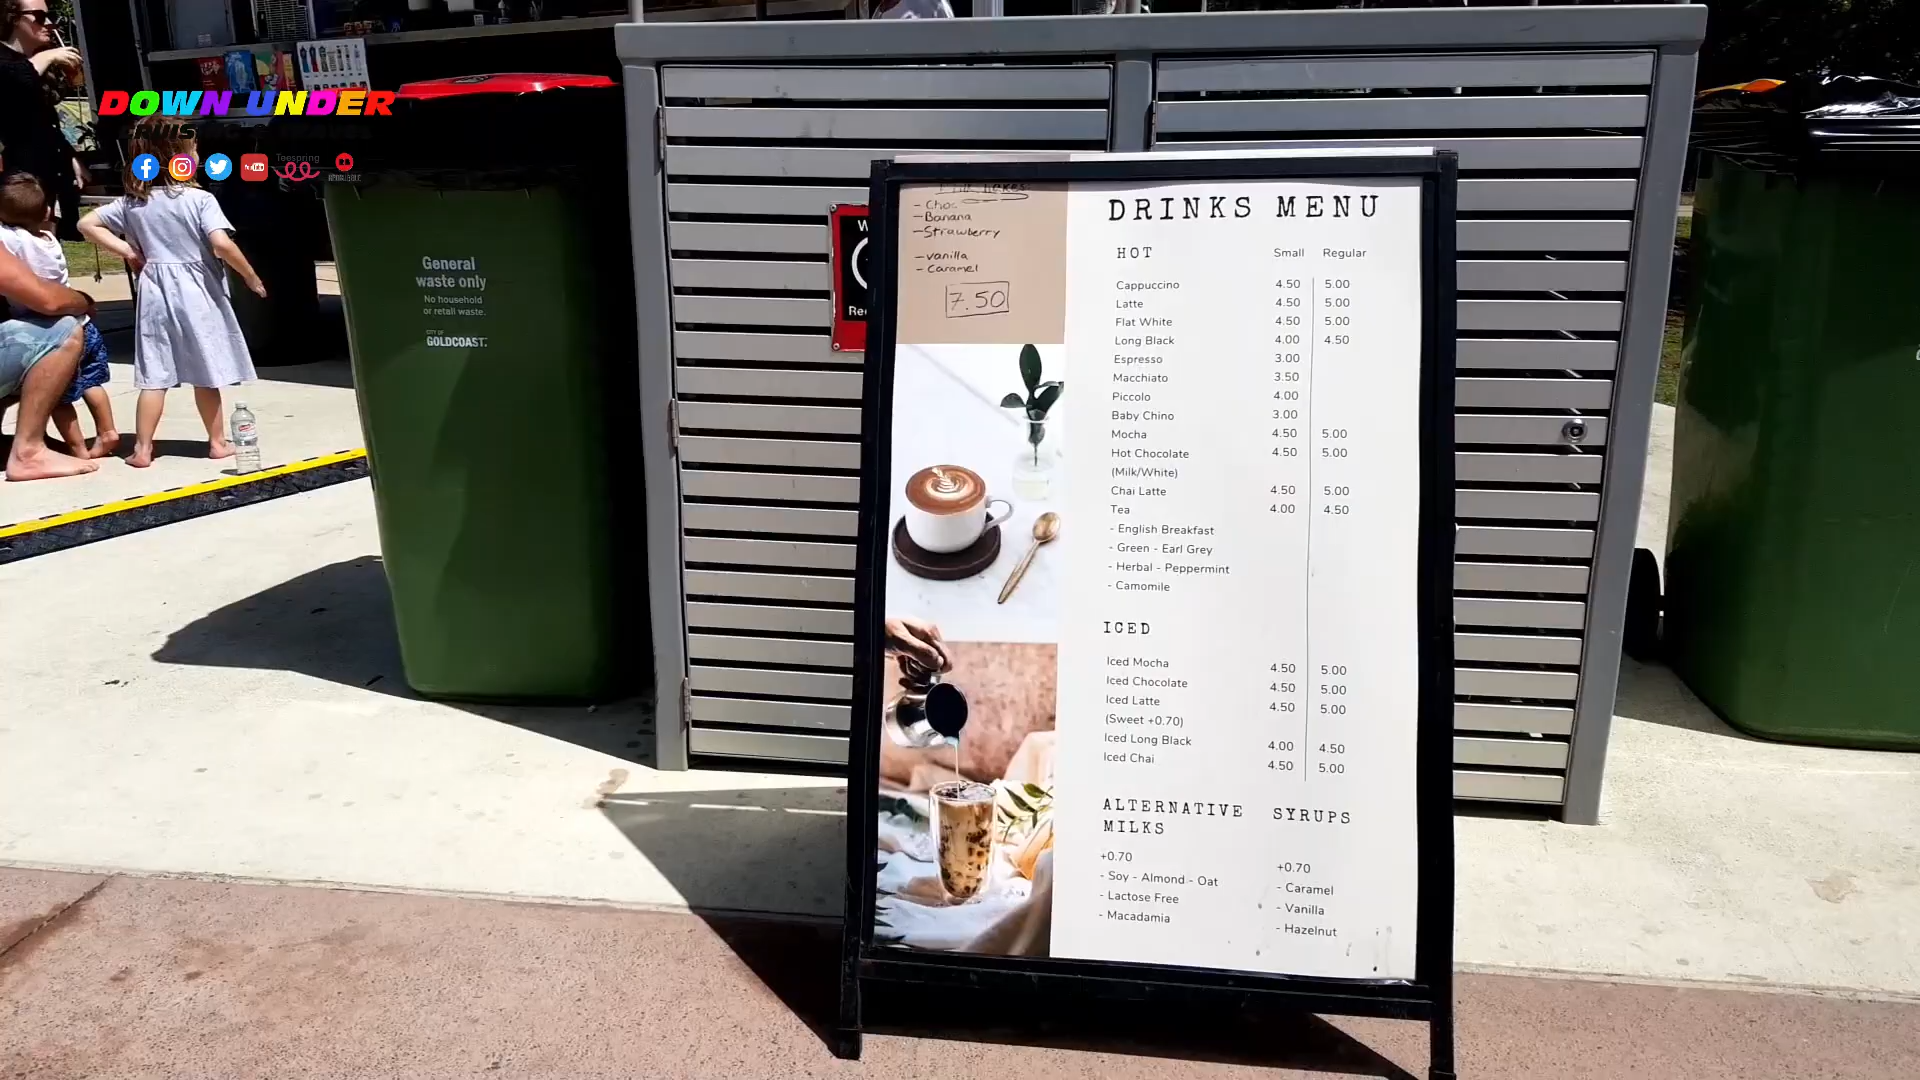 DOWN UNDER
Teespring
General
waste only
No household
or retail waste.
CITY OF
GOLDCOAST.
- Choc
- Banana
- Strawberry
- Vanilla
- Caramel
7.50
DRINKS MENU
HOT Small Regular
Cappuccino 4.50 5.00
Latte 4.50 5.00
Flat White 4.50 5.00
Long Black 4.00 4.50
Espresso 3.00
Macchiato 3.50
Piccolo 4.00
Baby Chino 3.00
Mocha 4.50 5.00
Hot Chocolate 4.50 5.00
(Milk/White)
Chai Latte 4.50 5.00
Tea 4.00 4.50
- English Breakfast
- Green - Earl Grey
- Herbal - Peppermint
- Camomile
ICED
Iced Mocha 4.50 5.00
Iced Chocolate 4.50 5.00
Iced Latte 4.50 5.00
(Sweet +0.70)
Iced Long Black 4.00 4.50
Iced Chai 4.50 5.00
ALTERNATIVE
MILKS
+0.70
- Soy - Almond - Oat
- Lactose Free
- Macadamia
SYRUPS
+0.70
- Caramel
- Vanilla
- Hazelnut